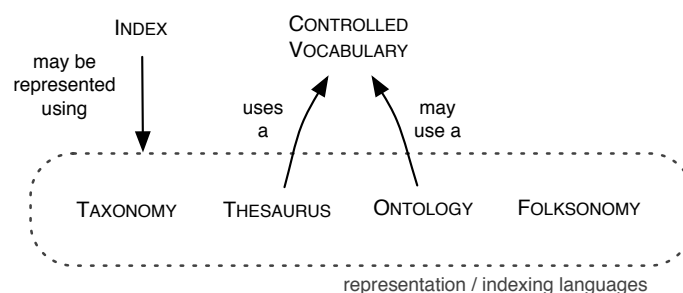 INDEX
CONTROLLED
VOCABULARY
may be
represented
using
uses
a
may
use a
TAXONOMY
THESAURUS
ONTOLOGY
FOLKSONOMY
representation / indexing languages